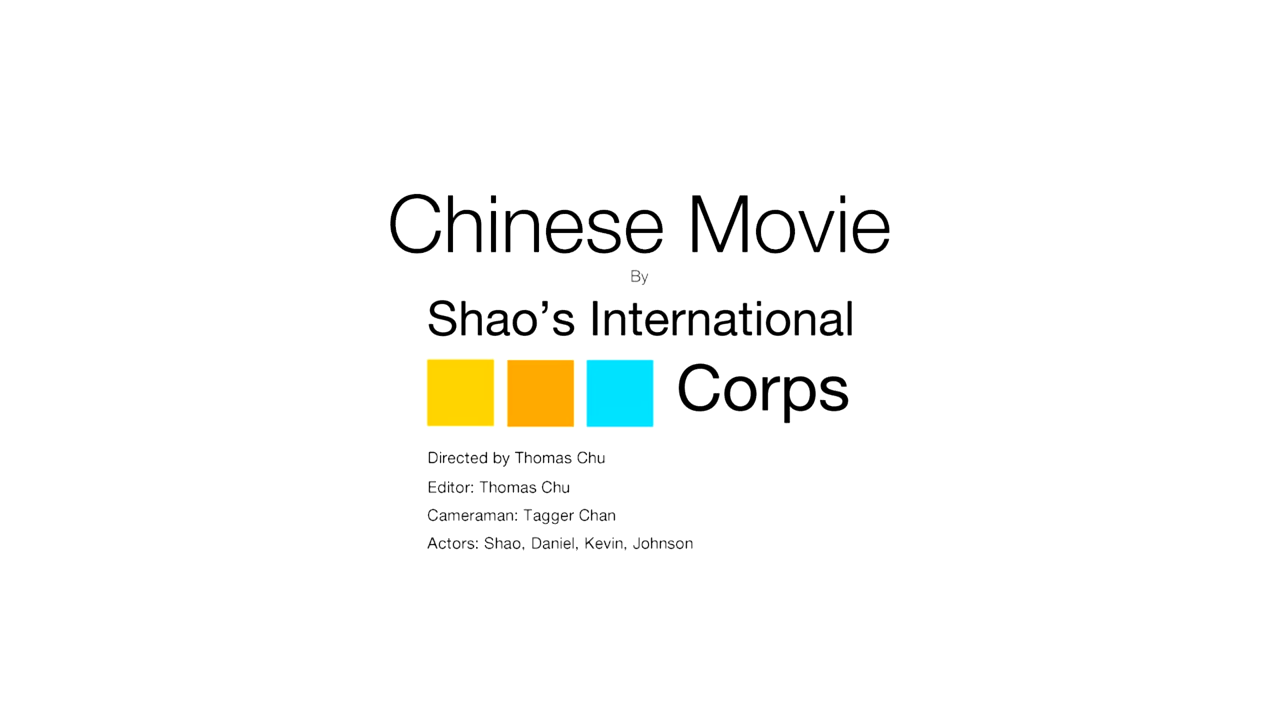 Chinese Movie
By
Shao’s International
Corps
Directed by Thomas Chu
Editor: Thomas Chu
Cameraman: Tagger Chan
Actors: Shao, Daniel, Kevin, Johnson